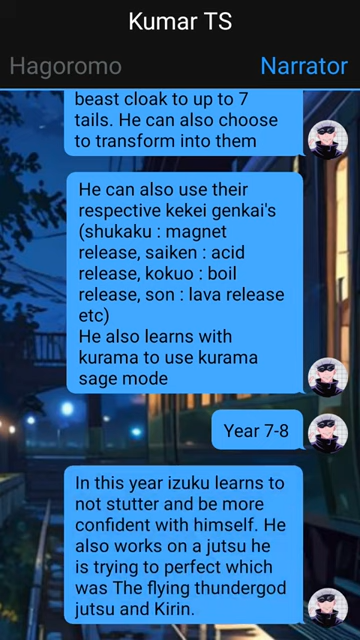 Kumar TS
Hagoromo
Narrator
beast cloak to up to 7
tails. He can also choose
to transform into them
He can also use their
respective kekei genkai's
(shukaku : magnet
release, saiken : acid
release, kokuo : boil
release, son : lava release
etc)
He also learns with
kurama to use kurama
sage mode
Year 7-8
In this year izuku learns to
not stutter and be more
confident with himself. He
also works on a jutsu he
is trying to perfect which
was The flying thundergod
jutsu and Kirin.